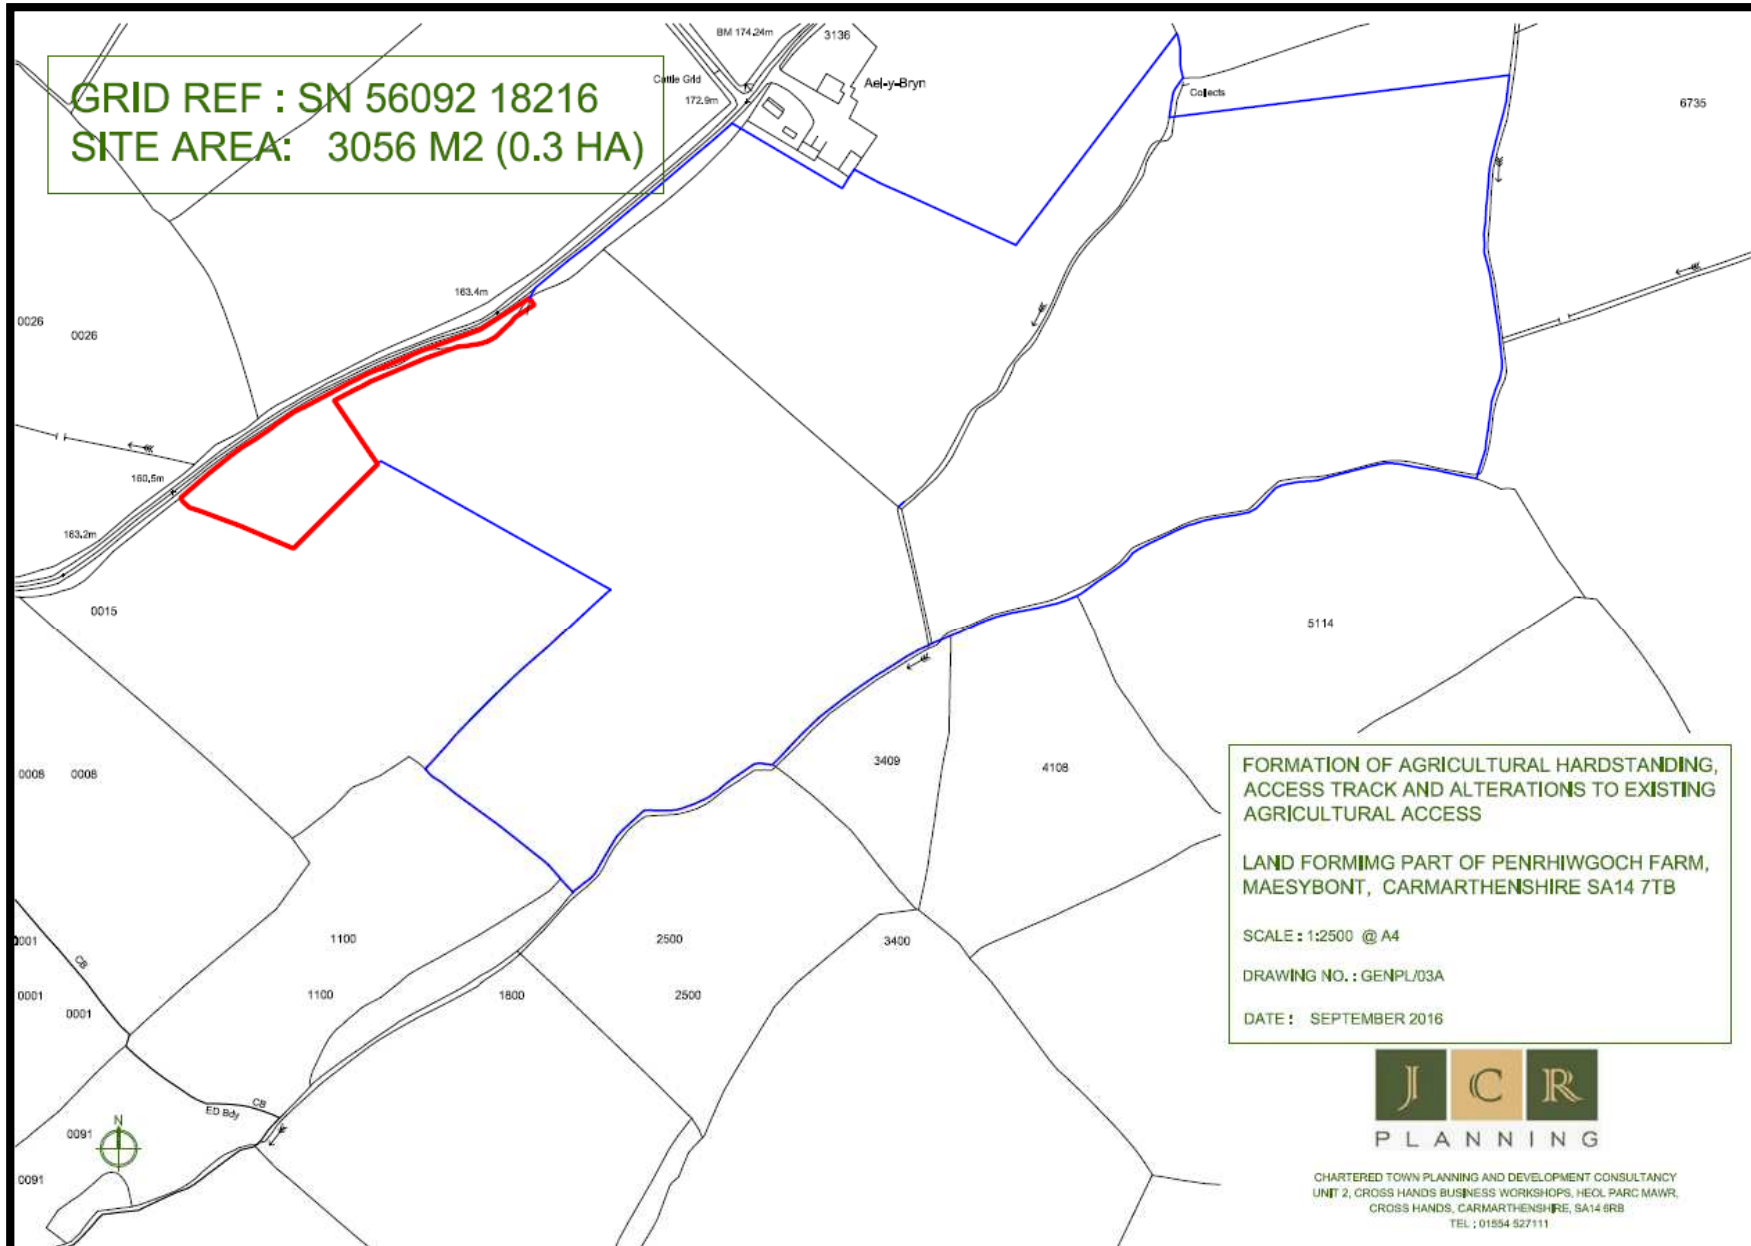 GRID REF : SN 56092 18216
SITE AREA: 3056 M2 (0.3 HA)
BM 174.24m
3136
Cattle Grid
172.9m
Ael-y-Bryn
Collects
6735
163.4m
0026
0026
160.5m
163.2m
0015
5114
0008
0008
3409
4108
FORMATION OF AGRICULTURAL HARDSTANDING,
ACCESS TRACK AND ALTERATIONS TO EXISTING
AGRICULTURAL ACCESS
LAND FORMIMG PART OF PENRHIWGOCH FARM,
MAESYBONT, CARMARTHENSHIRE SA14 7TB
SCALE : 1:2500 @ A4
DRAWING NO. : GENPL/03A
DATE : SEPTEMBER 2016
1100
2500
3400
CB
0001
0001
0001
1100
1800
2500
ED Bdy
CB
N
0091
0091
J C R
PLANNING
CHARTERED TOWN PLANNING AND DEVELOPMENT CONSULTANCY
UNIT 2, CROSS HANDS BUSINESS WORKSHOPS, HEOL PARC MAWR,
CROSS HANDS, CARMARTHENSHIRE, SA14 6RB
TEL : 01554 527111